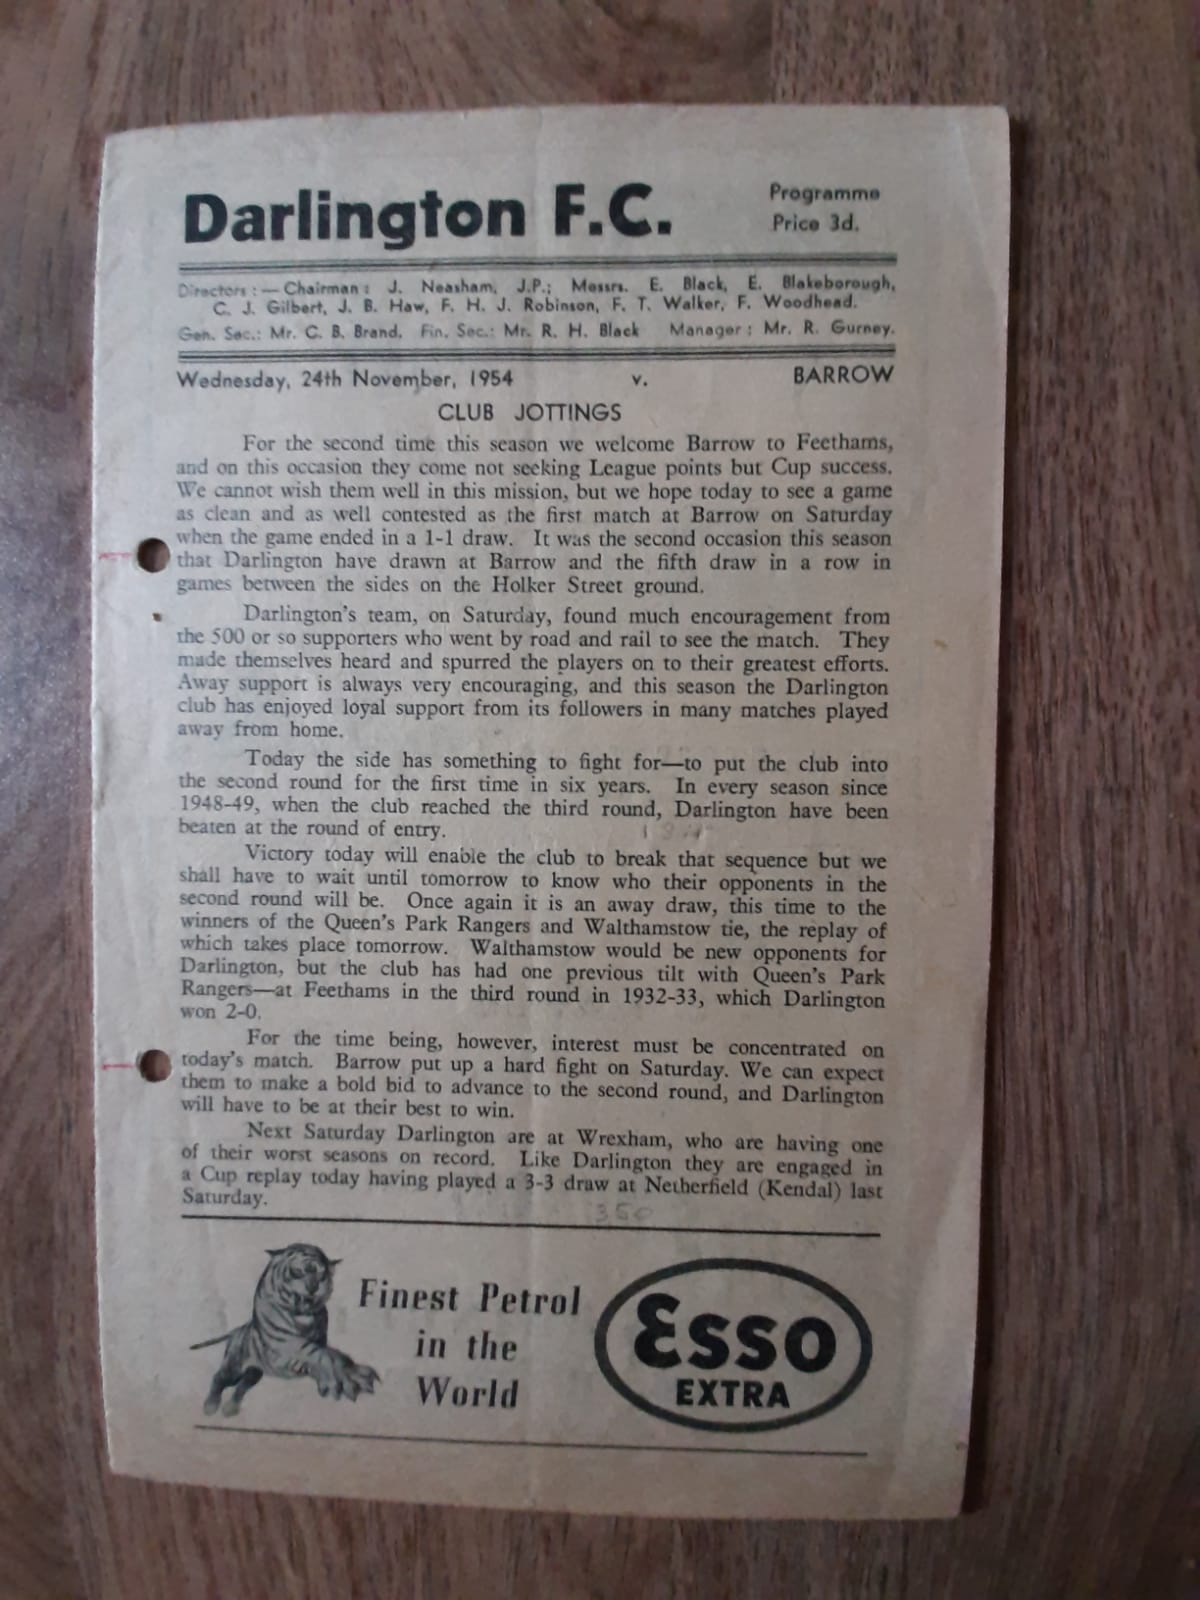 Darlington F.C.
Programme
Price 3d.
Directors :— Chairman : J. Neasham, J.P.; Messrs. E. Black, E. Blakeborough,
C. J. Gilbert, J. B. Haw, F. H. J. Robinson, F. T. Walker, F. Woodhead.
Gen. Sec.: Mr. C. B. Brand. Fin. Sec.: Mr. R. H. Black Manager : Mr. R. Gurney.
Wednesday, 24th November, 1954 v. BARROW
CLUB JOTTINGS
For the second time this season we welcome Barrow to Feethams,
and on this occasion they come not seeking League points but Cup success.
We cannot wish them well in this mission, but we hope today to see a game
as clean and as well contested as the first match at Barrow on Saturday
when the game ended in a 1-1 draw. It was the second occasion this season
that Darlington have drawn at Barrow and the fifth draw in a row in
games between the sides on the Holker Street ground.
Darlington's team, on Saturday, found much encouragement from
the 500 or so supporters who went by road and rail to see the match. They
made themselves heard and spurred the players on to their greatest efforts.
Away support is always very encouraging, and this season the Darlington
club has enjoyed loyal support from its followers in many matches played
away from home.
Today the side has something to fight for—to put the club into
the second round for the first time in six years. In every season since
1948-49, when the club reached the third round, Darlington have been
beaten at the round of entry.
Victory today will enable the club to break that sequence but we
shall have to wait until tomorrow to know who their opponents in the
second round will be. Once again it is an away draw, this time to the
winners of the Queen's Park Rangers and Walthamstow tie, the replay of
which takes place tomorrow. Walthamstow would be new opponents for
Darlington, but the club has had one previous tilt with Queen's Park
Rangers—at Feethams in the third round in 1932-33, which Darlington
won 2-0.
For the time being, however, interest must be concentrated on
today's match. Barrow put up a hard fight on Saturday. We can expect
them to make a bold bid to advance to the second round, and Darlington
will have to be at their best to win.
Next Saturday Darlington are at Wrexham, who are having one
of their worst seasons on record. Like Darlington they are engaged in
a Cup replay today having played a 3-3 draw at Netherfield (Kendal) last
Saturday.
350
Finest Petrol
in the
World
Esso
EXTRA